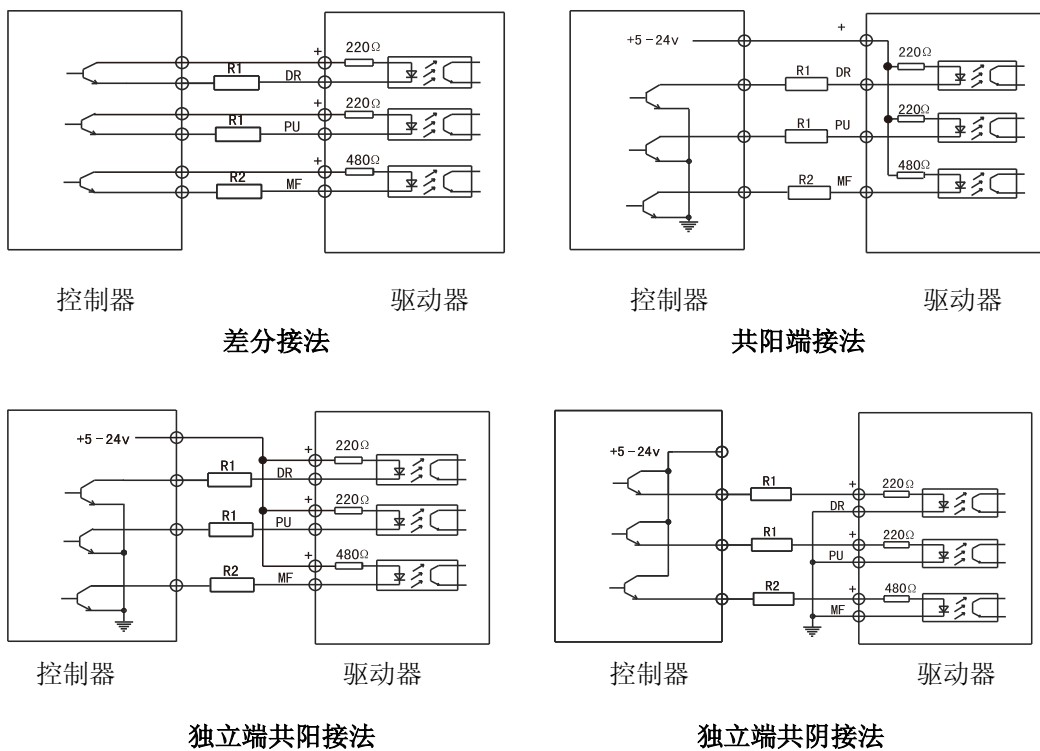 + 220Ω
R1 DR
+ 220Ω
R1 PU
+ 480Ω
R2 MF
控制器 驱动器
差分接法
+5-24v +
220Ω
R1 DR
220Ω
R1 PU
480Ω
R2 MF
控制器 驱动器
共阳端接法
+5-24v
+ 220Ω
R1 DR
+ 220Ω
R1 PU
+ 480Ω
R2 MF
控制器 驱动器
独立端共阳接法
+5-24v
R1 + 220Ω
DR
R1 + 220Ω
PU
R2 + 480Ω
MF
控制器 驱动器
独立端共阴接法